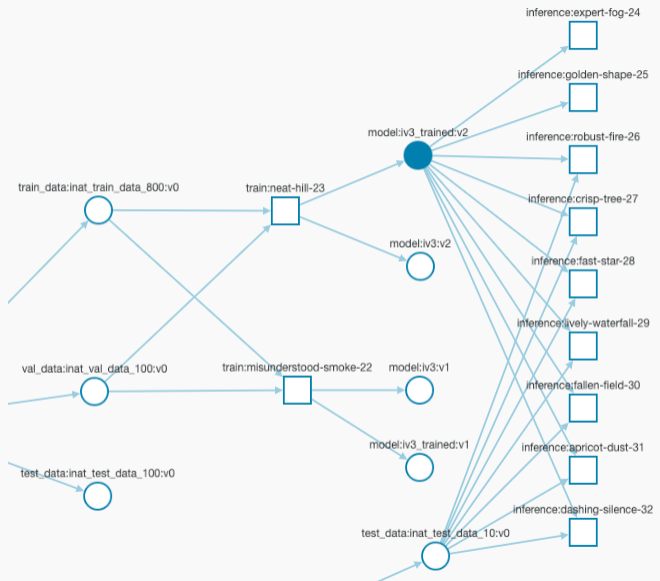 inference:expert-fog-24
inference:golden-shape-25
model:iv3_trained:v2
inference:robust-fire-26
train_data:inat_train_data_800:v0
train:neat-hill-23
inference:crisp-tree-27
model:iv3:v2
inference:fast-star-28
inference:lively-waterfall-29
val_data:inat_val_data_100:v0
train:misunderstood-smoke-22
model:iv3:v1
inference:fallen-field-30
model:iv3_trained:v1
inference:apricot-dust-31
test_data:inat_test_data_100:v0
inference:dashing-silence-32
test_data:inat_test_data_10:v0